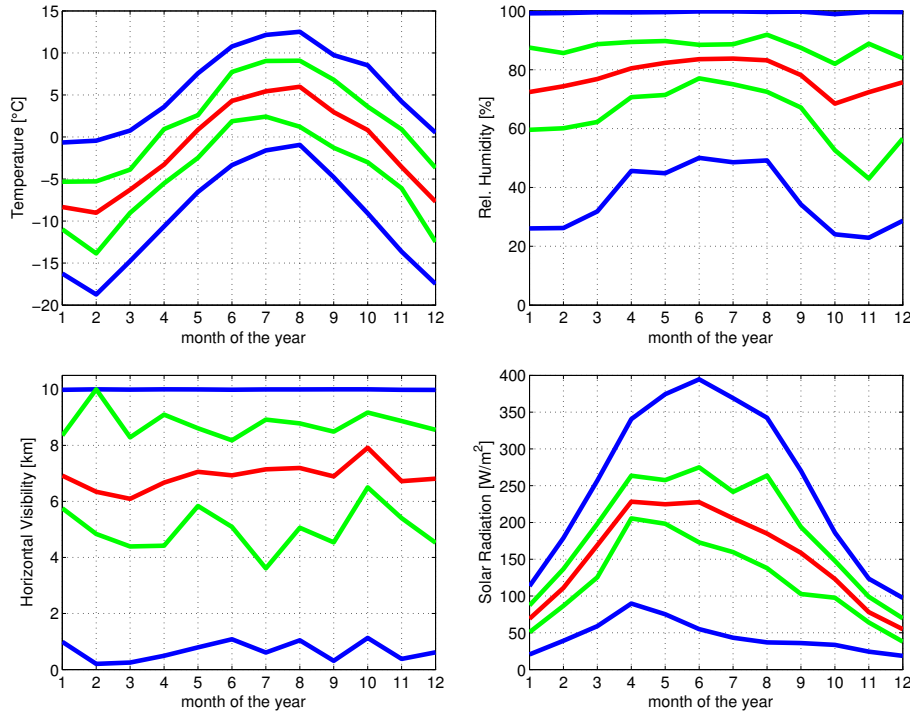 15
10
5
0
−5
−10
−15
−20
Temperature [°C]
1 2 3 4 5 6 7 8 9 10 11 12
month of the year
100
80
60
40
20
0
Rel. Humidity [%]
1 2 3 4 5 6 7 8 9 10 11 12
month of the year
10
8
6
4
2
0
Horizontal Visibility [km]
1 2 3 4 5 6 7 8 9 10 11 12
month of the year
400
350
300
250
200
150
100
50
0
Solar Radiation [W/m²]
1 2 3 4 5 6 7 8 9 10 11 12
month of the year